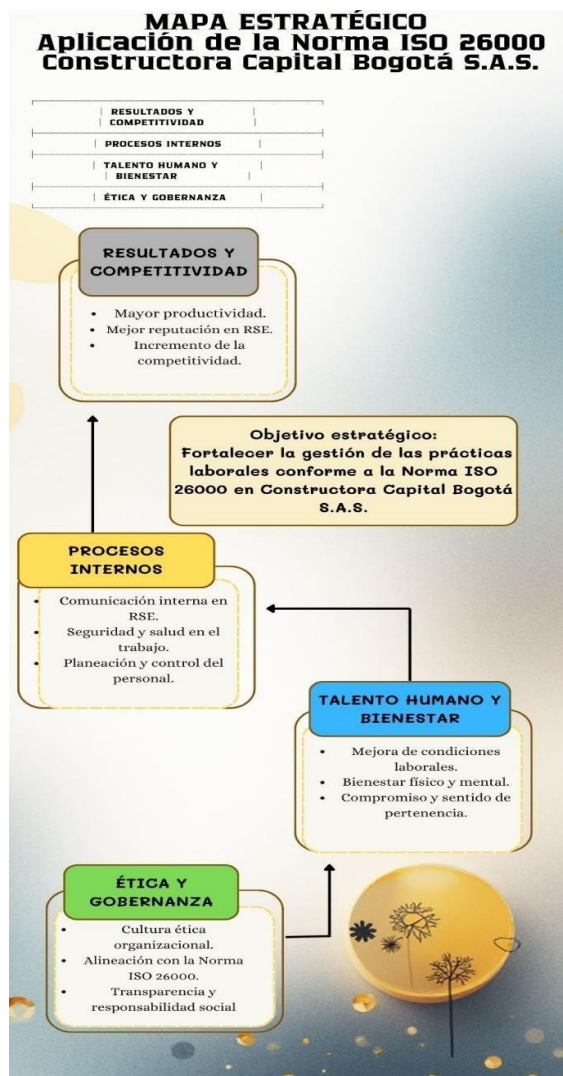 MAPA ESTRATÉGICO
Aplicación de la Norma ISO 26000
Constructora Capital Bogotá S.A.S.
| RESULTADOS Y |
| COMPETITIVIDAD |
| PROCESOS INTERNOS |
| TALENTO HUMANO Y |
| BIENESTAR |
| ÉTICA Y GOBERNANZA |
RESULTADOS Y
COMPETITIVIDAD
• Mayor productividad.
• Mejor reputación en RSE.
• Incremento de la
competitividad.
Objetivo estratégico:
Fortalecer la gestión de las prácticas
laborales conforme a la Norma ISO
26000 en Constructora Capital Bogotá
S.A.S.
PROCESOS
INTERNOS
• Comunicación interna en
RSE.
• Seguridad y salud en el
trabajo.
• Planeación y control del
personal.
TALENTO HUMANO Y
BIENESTAR
• Mejora de condiciones
laborales.
• Bienestar físico y mental.
• Compromiso y sentido de
pertenencia.
ÉTICA Y
GOBERNANZA
• Cultura ética
organizacional.
• Alineación con la Norma
ISO 26000.
• Transparencia y
responsabilidad social